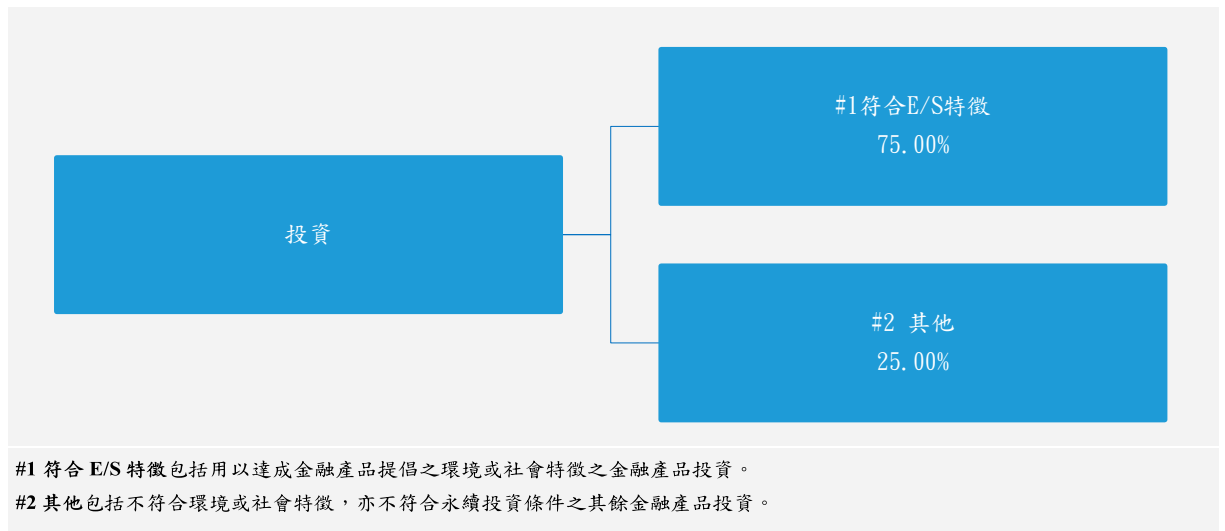 投資
#1符合E/S特徵
75.00%
#2 其他
25.00%
#1 符合 E/S 特徵包括用以達成金融產品提倡之環境或社會特徵之金融產品投資。
#2 其他包括不符合環境或社會特徵，亦不符合永續投資條件之其餘金融產品投資。